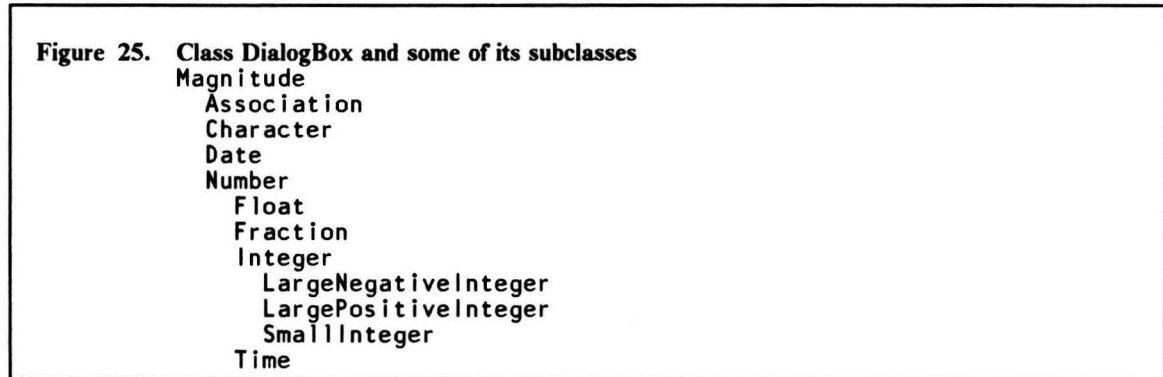 Figure 25. Class DialogBox and some of its subclasses
Magnitude
Association
Character
Date
Number
Float
Fraction
Integer
LargeNegativeInteger
LargePositiveInteger
SmallInteger
Time